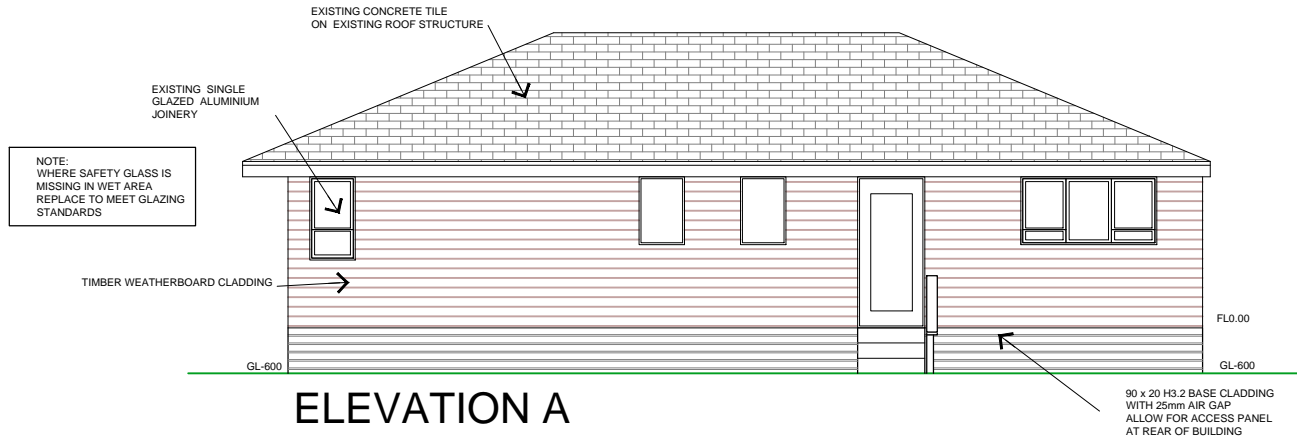 EXISTING CONCRETE TILE
ON EXISTING ROOF STRUCTURE
EXISTING SINGLE
GLAZED ALUMINIUM
JOINERY
NOTE:
WHERE SAFETY GLASS IS
MISSING IN WET AREA
REPLACE TO MEET GLAZING
STANDARDS
TIMBER WEATHERBOARD CLADDING
FL0.00
GL-600
GL-600
ELEVATION A
90 x 20 H3.2 BASE CLADDING
WITH 25mm AIR GAP
ALLOW FOR ACCESS PANEL
AT REAR OF BUILDING